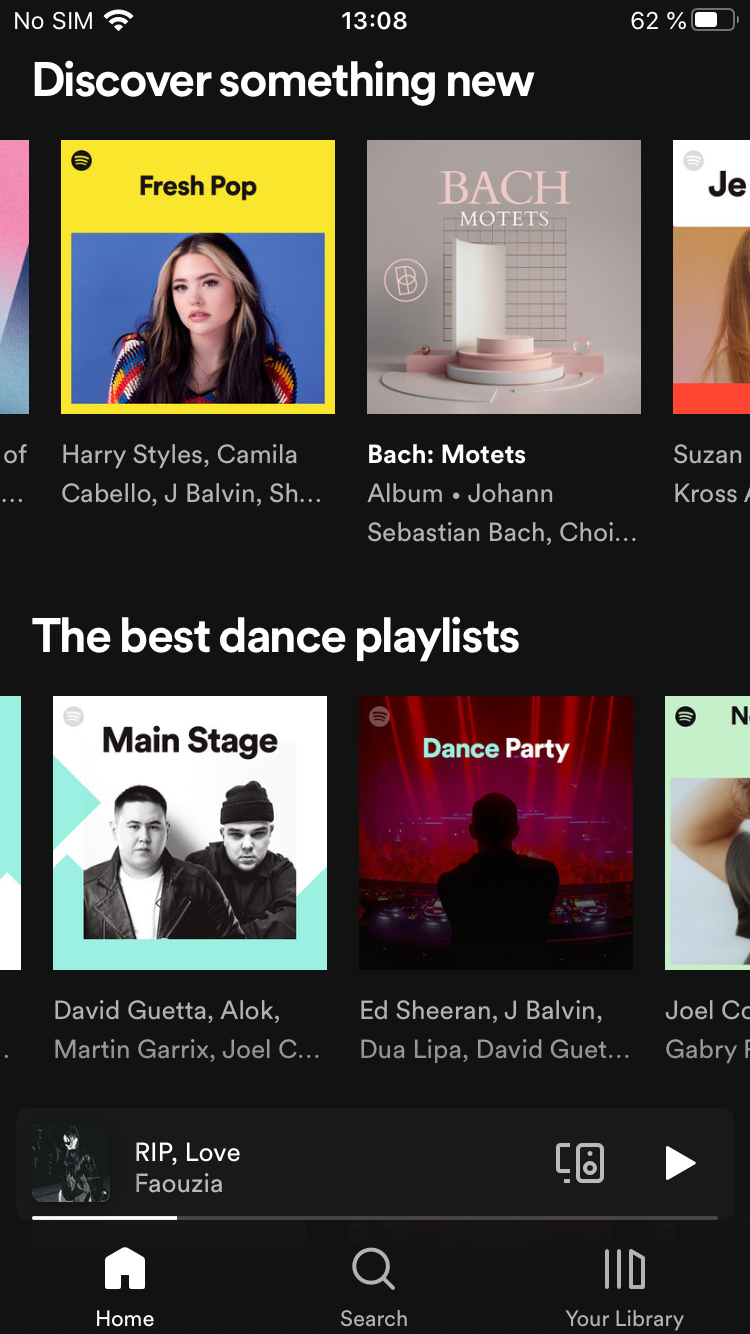 No SIM 13:08 62 %
Discover something new
Fresh Pop
BACH
MOTETS
Je
of
...
Harry Styles, Camila
Cabello, J Balvin, Sh...
Bach: Motets
Album • Johann
Sebastian Bach, Choi...
Suzan
Kross A
The best dance playlists
Main Stage
Dance Party
N
.
David Guetta, Alok,
Martin Garrix, Joel C...
Ed Sheeran, J Balvin,
Dua Lipa, David Guet...
Joel Co
Gabry
RIP, Love
Faouzia
Home
Search
Your Library